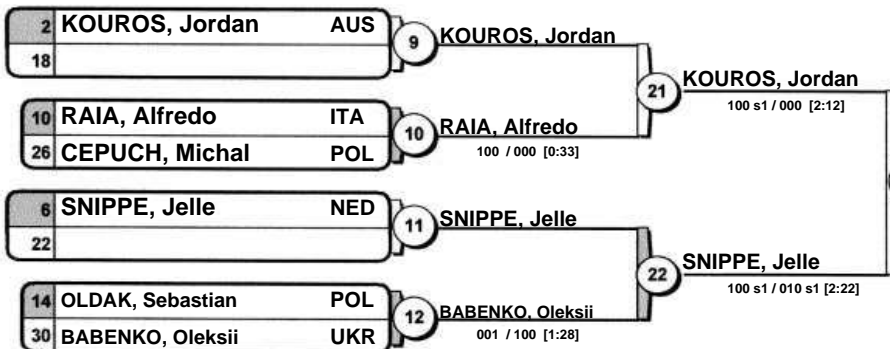 2 KOUROS, Jordan AUS
18
9
KOUROS, Jordan
10 RAIA, Alfredo ITA
26 CEPUCH, Michal POL
10
RAIA, Alfredo
100 / 000 [0:33]
21
KOUROS, Jordan
100 s1 / 000 [2:12]
6 SNIPPE, Jelle NED
22
11
SNIPPE, Jelle
14 OLDAK, Sebastian POL
30 BABENKO, Oleksii UKR
12
BABENKO, Oleksii
001 / 100 [1:28]
22
SNIPPE, Jelle
100 s1 / 010 s1 [2:22]